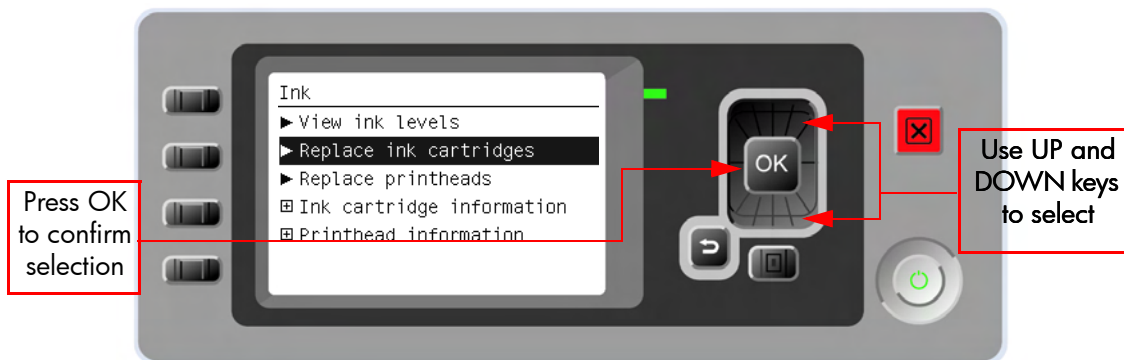 Ink
View ink levels
Replace ink cartridges
Replace printheads
Ink cartridge information
Printhead information
OK
Press OK
to confirm
selection
Use UP and
DOWN keys
to select